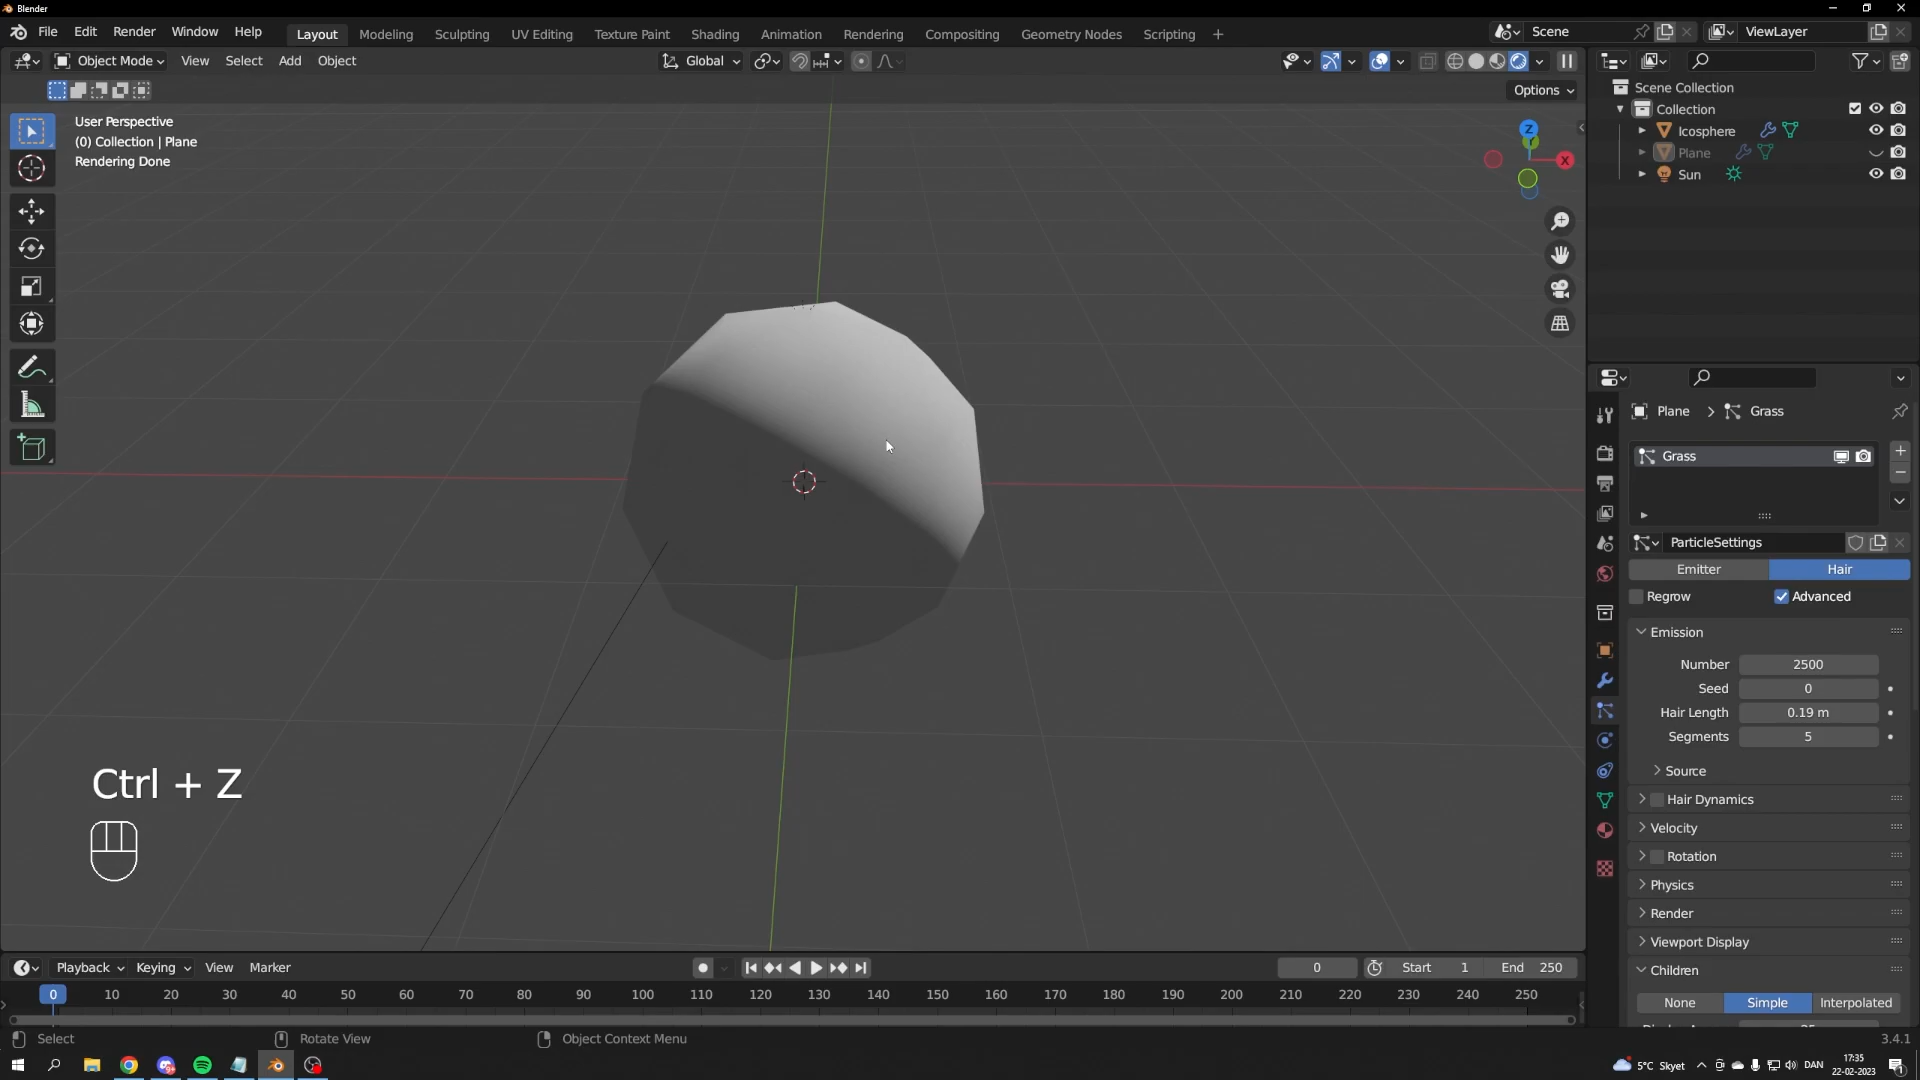 Blender
File Edit Render Window Help Layout Modeling Sculpting UV Editing Texture Paint Shading Animation Rendering Compositing Geometry Nodes Scripting + Scene ViewLayer
Object Mode View Select Add Object Global
Options
User Perspective
(0) Collection | Plane
Rendering Done
Z
Y
X
Scene Collection
Collection
Icosphere
Plane
Sun
Plane > Grass
Grass
ParticleSettings
Emitter Hair
Regrow Advanced
Emission
Number 2500
Seed 0
Hair Length 0.19 m
Segments 5
Source
Hair Dynamics
Velocity
Rotation
Physics
Render
Viewport Display
Children
None Simple Interpolated
Ctrl + Z
Playback Keying View Marker 0 Start 1 End 250
0 10 20 30 40 50 60 70 80 90 100 110 120 130 140 150 160 170 180 190 200 210 220 230 240 250
Select Rotate View Object Context Menu 3.4.1
5°C Skyet DAN 17:35
22-02-2023